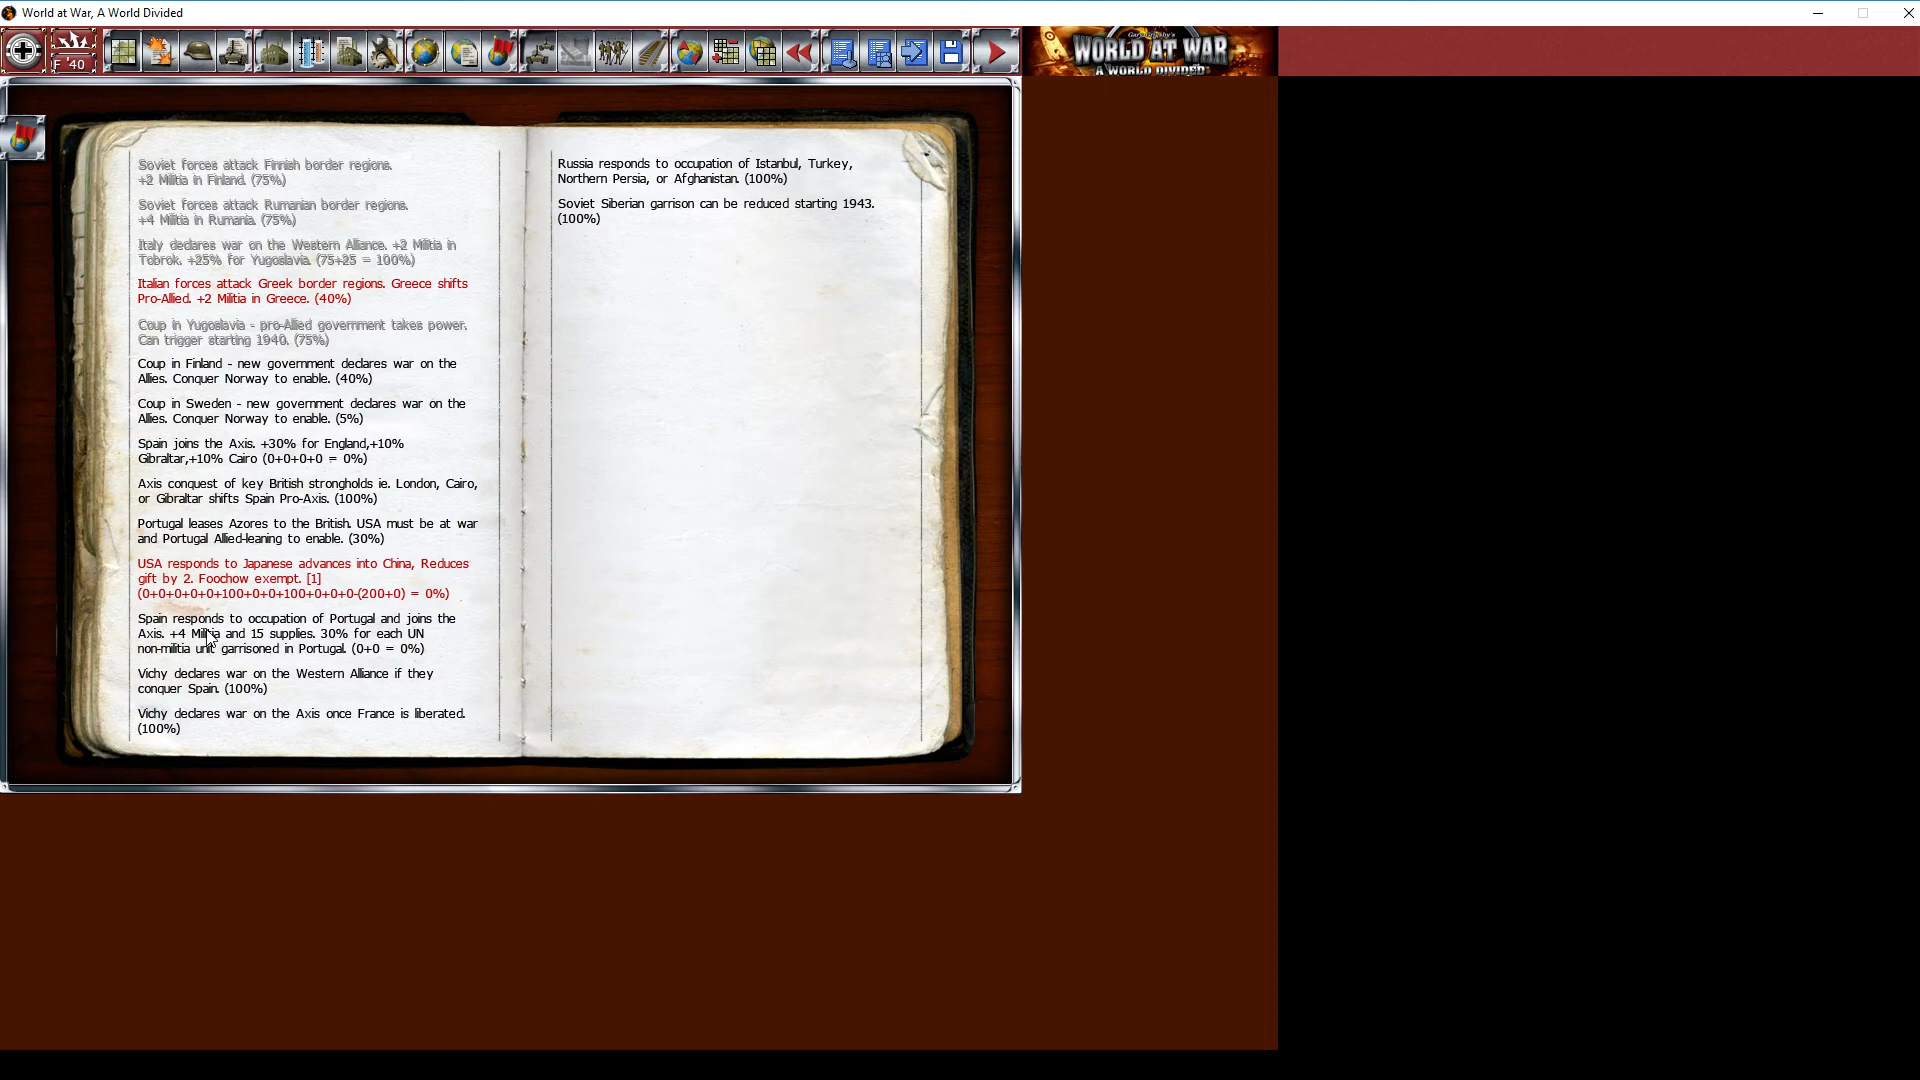 World at War, A World Divided
F '40
Gary Grigsby's
WORLD AT WAR
A WORLD DIVIDED
Soviet forces attack Finnish border regions.
+2 Militia in Finland. (75%)
Soviet forces attack Rumanian border regions.
+4 Militia in Rumania. (75%)
Italy declares war on the Western Alliance. +2 Militia in
Tobrok. +25% for Yugoslavia. (75+25 = 100%)
Italian forces attack Greek border regions. Greece shifts
Pro-Allied. +2 Militia in Greece. (40%)
Coup in Yugoslavia - pro-Allied government takes power.
Can trigger starting 1940. (75%)
Coup in Finland - new government declares war on the
Allies. Conquer Norway to enable. (40%)
Coup in Sweden - new government declares war on the
Allies. Conquer Norway to enable. (5%)
Spain joins the Axis. +30% for England,+10%
Gibraltar,+10% Cairo (0+0+0+0 = 0%)
Axis conquest of key British strongholds ie. London, Cairo,
or Gibraltar shifts Spain Pro-Axis. (100%)
Portugal leases Azores to the British. USA must be at war
and Portugal Allied-leaning to enable. (30%)
USA responds to Japanese advances into China, Reduces
gift by 2. Foochow exempt. [1]
(0+0+0+0+0+100+0+0+100+0+0+0-(200+0) = 0%)
Spain responds to occupation of Portugal and joins the
Axis. +4 Militia and 15 supplies. 30% for each UN
non-militia unit garrisoned in Portugal. (0+0 = 0%)
Vichy declares war on the Western Alliance if they
conquer Spain. (100%)
Vichy declares war on the Axis once France is liberated.
(100%)
Russia responds to occupation of Istanbul, Turkey,
Northern Persia, or Afghanistan. (100%)
Soviet Siberian garrison can be reduced starting 1943.
(100%)